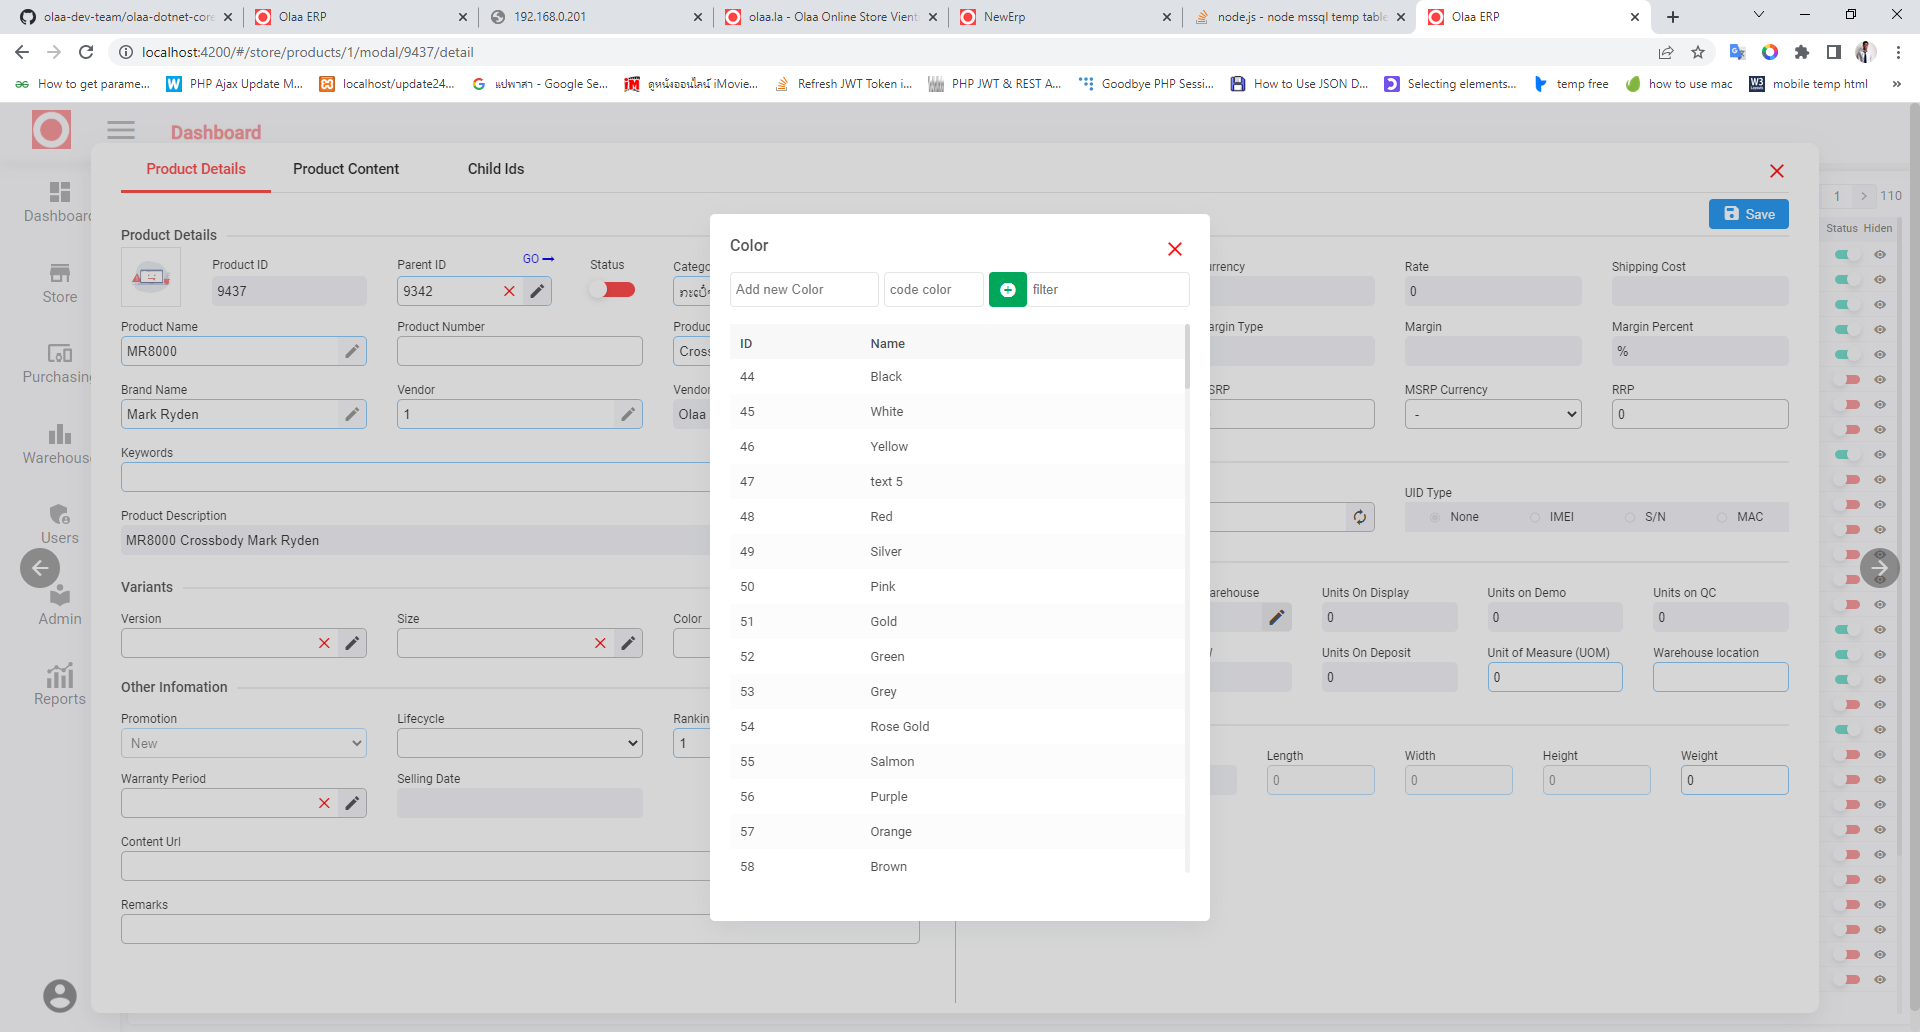 olaa-dev-team/olaa-dotnet-core
Olaa ERP
192.168.0.201
olaa.la - Olaa Online Store Vient
NewErp
node.js - node mssql temp table
Olaa ERP
localhost:4200/#/store/products/1/modal/9437/detail
How to get parame...
PHP Ajax Update M...
localhost/update24...
แปพาสา - Google Se...
ดูหนังออนไลน์ iMovie...
Refresh JWT Token i...
PHP JWT & REST A...
Goodbye PHP Sessi...
How to Use JSON D...
Selecting elements...
temp free
how to use mac
mobile temp html
»
Dashboard
Product Details
Product Content
Child Ids
1
110
Save
Status Hiden
Dashboard
Store
Purchasing
Warehouse
Users
Admin
Reports
Product Details
Product ID
9437
Parent ID
GO
9342
Status
Catego
urrency
Rate
0
Shipping Cost
Product Name
MR8000
Product Number
Produc
Cross
argin Type
Margin
Margin Percent
%
Brand Name
Mark Ryden
Vendor
1
Vendor
Olaa
SRP
MSRP Currency
-
RRP
0
Keywords
Product Description
MR8000 Crossbody Mark Ryden
UID Type
None
IMEI
S/N
MAC
Variants
Version
Size
Color
arehouse
Units On Display
0
Units on Demo
0
Units on QC
0
Units On Deposit
0
Unit of Measure (UOM)
0
Warehouse location
Other Infomation
Promotion
New
Lifecycle
Rankin
1
Length
0
Width
0
Height
0
Weight
0
Warranty Period
Selling Date
Content Url
Remarks
Color
Add new Color
code color
filter
ID Name
44 Black
45 White
46 Yellow
47 text 5
48 Red
49 Silver
50 Pink
51 Gold
52 Green
53 Grey
54 Rose Gold
55 Salmon
56 Purple
57 Orange
58 Brown